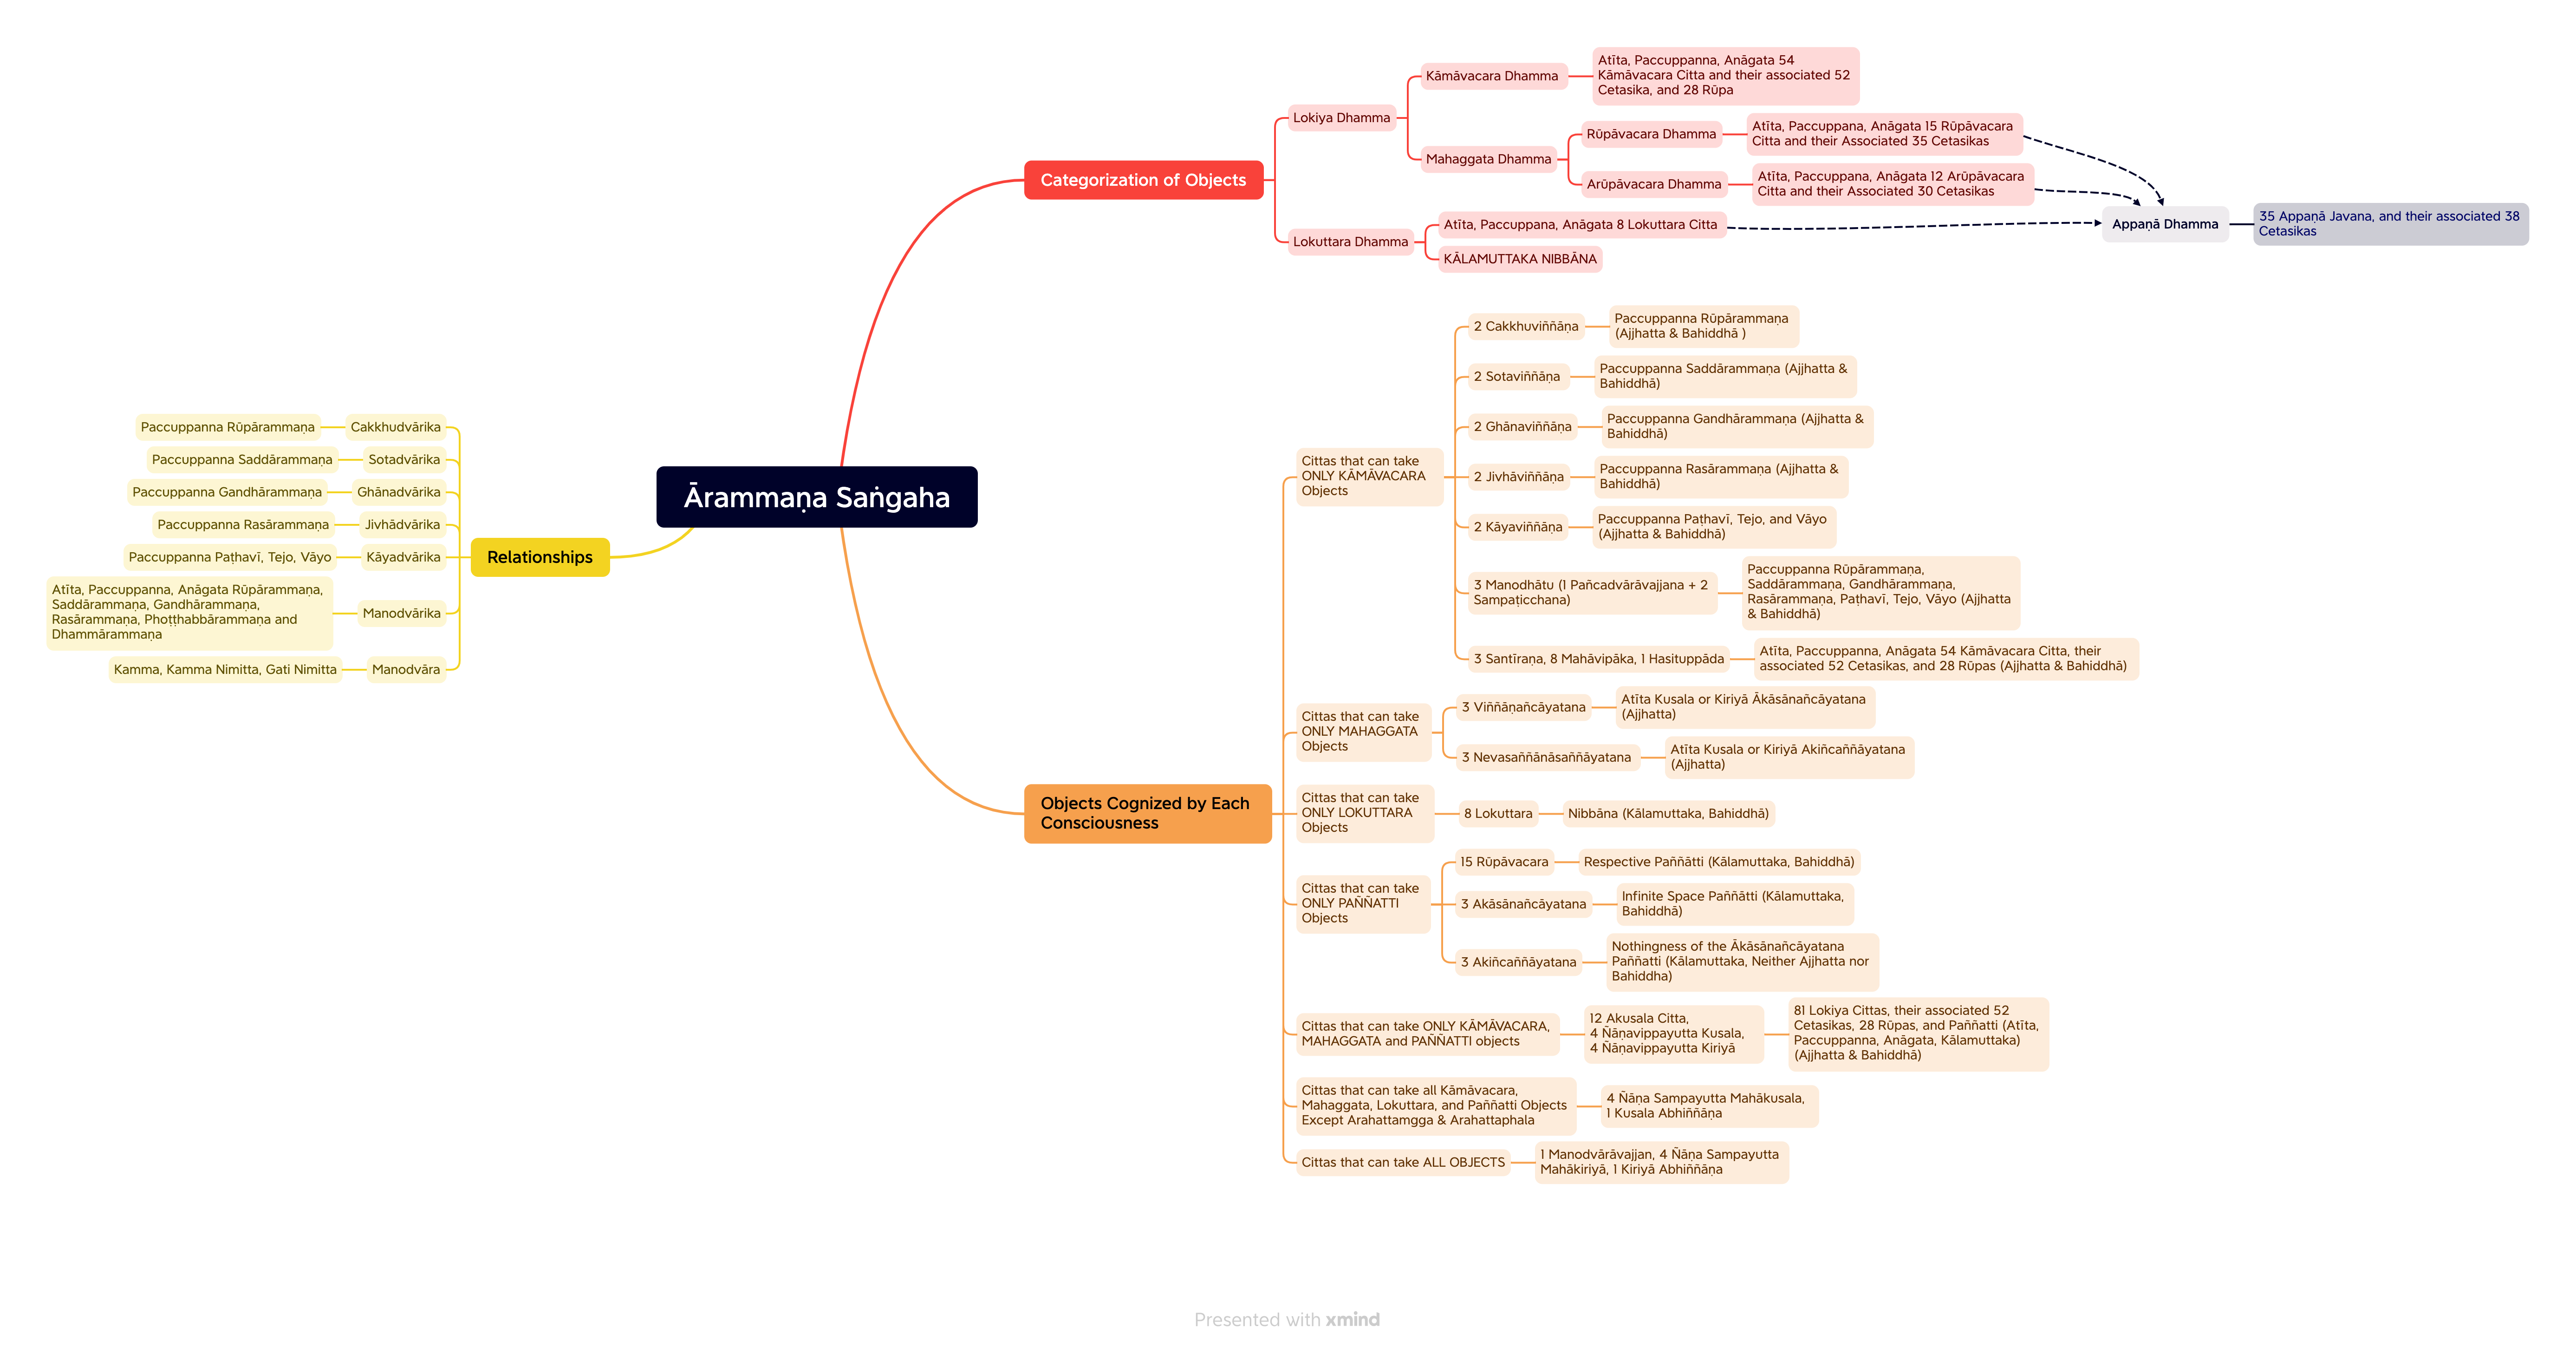 Ārammaṇa Saṅgaha
Categorization of Objects
Lokiya Dhamma
Kāmāvacara Dhamma
Atīta, Paccuppanna, Anāgata 54
Kāmāvacara Citta and their associated 52
Cetasika, and 28 Rūpa
Mahaggata Dhamma
Rūpāvacara Dhamma
Atīta, Paccuppana, Anāgata 15 Rūpāvacara
Citta and their Associated 35 Cetasikas
Arūpāvacara Dhamma
Atīta, Paccuppana, Anāgata 12 Arūpāvacara
Citta and their Associated 30 Cetasikas
Lokuttara Dhamma
Atīta, Paccuppana, Anāgata 8 Lokuttara Citta
KĀLAMUTTAKA NIBBĀNA
Appaṇā Dhamma
35 Appaṇā Javana, and their associated 38
Cetasikas
Objects Cognized by Each
Consciousness
Cittas that can take
ONLY KĀMĀVACARA
Objects
2 Cakkhuviññāṇa
Paccuppanna Rūpārammaṇa
(Ajjhatta & Bahiddhā )
2 Sotaviññāṇa
Paccuppanna Saddārammaṇa (Ajjhatta &
Bahiddhā)
2 Ghānaviññāṇa
Paccuppanna Gandhārammaṇa (Ajjhatta &
Bahiddhā)
2 Jivhāviññāṇa
Paccuppanna Rasārammaṇa (Ajjhatta &
Bahiddhā)
2 Kāyaviññāṇa
Paccuppanna Paṭhavī, Tejo, and Vāyo
(Ajjhatta & Bahiddhā)
3 Manodhātu (1 Pañcadvārāvajjana + 2
Sampaṭicchana)
Paccuppanna Rūpārammaṇa,
Saddārammaṇa, Gandhārammaṇa,
Rasārammaṇa, Paṭhavī, Tejo, Vāyo (Ajjhatta
& Bahiddhā)
3 Santīraṇa, 8 Mahāvipāka, 1 Hasituppāda
Atīta, Paccuppanna, Anāgata 54 Kāmāvacara Citta, their
associated 52 Cetasikas, and 28 Rūpas (Ajjhatta & Bahiddhā)
Cittas that can take
ONLY MAHAGGATA
Objects
3 Viññāṇañcāyatana
Atīta Kusala or Kiriyā Ākāsānañcāyatana
(Ajjhatta)
3 Nevasaññānāsaññāyatana
Atīta Kusala or Kiriyā Akiñcaññāyatana
(Ajjhatta)
Cittas that can take
ONLY LOKUTTARA
Objects
8 Lokuttara
Nibbāna (Kālamuttaka, Bahiddhā)
Cittas that can take
ONLY PAÑÑATTI
Objects
15 Rūpāvacara
Respective Paññātti (Kālamuttaka, Bahiddhā)
3 Akāsānañcāyatana
Infinite Space Paññātti (Kālamuttaka,
Bahiddhā)
3 Akiñcaññāyatana
Nothingness of the Ākāsānañcāyatana
Paññatti (Kālamuttaka, Neither Ajjhatta nor
Bahiddha)
Cittas that can take ONLY KĀMĀVACARA,
MAHAGGATA and PAÑÑATTI objects
12 Akusala Citta,
4 Ñāṇavippayutta Kusala,
4 Ñāṇavippayutta Kiriyā
81 Lokiya Cittas, their associated 52
Cetasikas, 28 Rūpas, and Paññatti (Atīta,
Paccuppanna, Anāgata, Kālamuttaka)
(Ajjhatta & Bahiddhā)
Cittas that can take all Kāmāvacara,
Mahaggata, Lokuttara, and Paññatti Objects
Except Arahattamgga & Arahattaphala
4 Ñāṇa Sampayutta Mahākusala,
1 Kusala Abhiññāṇa
Cittas that can take ALL OBJECTS
1 Manodvārāvajjan, 4 Ñāṇa Sampayutta
Mahākiriyā, 1 Kiriyā Abhiññāṇa
Relationships
Cakkhudvārika
Paccuppanna Rūpārammaṇa
Sotadvārika
Paccuppanna Saddārammaṇa
Ghānadvārika
Paccuppanna Gandhārammaṇa
Jivhādvārika
Paccuppanna Rasārammaṇa
Kāyadvārika
Paccuppanna Paṭhavī, Tejo, Vāyo
Manodvārika
Atīta, Paccuppanna, Anāgata Rūpārammaṇa,
Saddārammaṇa, Gandhārammaṇa,
Rasārammaṇa, Phoṭṭhabbārammaṇa and
Dhammārammaṇa
Manodvāra
Kamma, Kamma Nimitta, Gati Nimitta
Presented with xmind